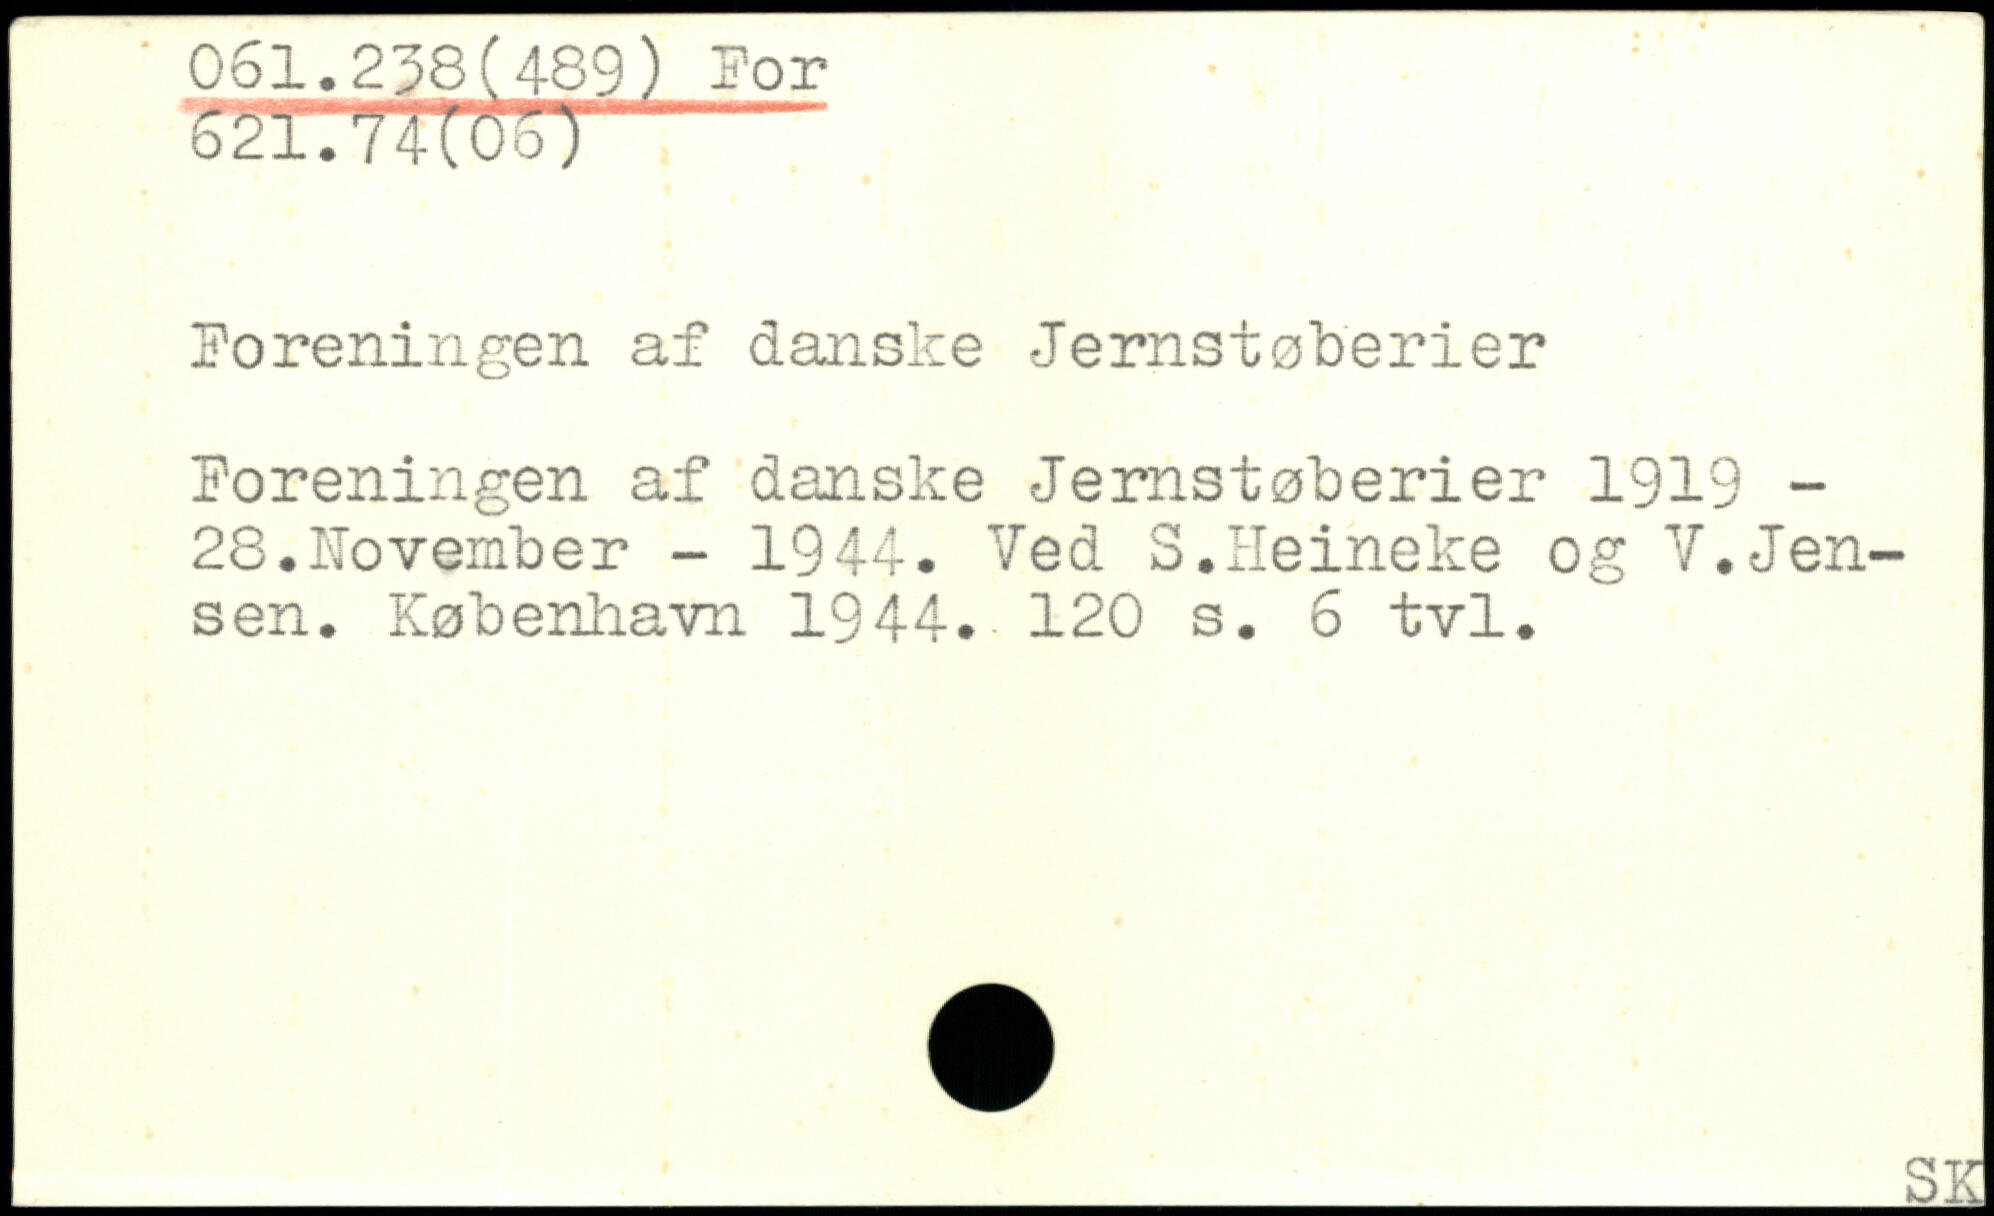 061.238(489) For
621.74(06)
Foreningen af danske Jernstøberier
Foreningen af danske Jernstøberier 1919 -
28.November - 1944. Ved S.Heineke og V.Jen-
sen. København 1944. 120 s. 6 tvl.
SK